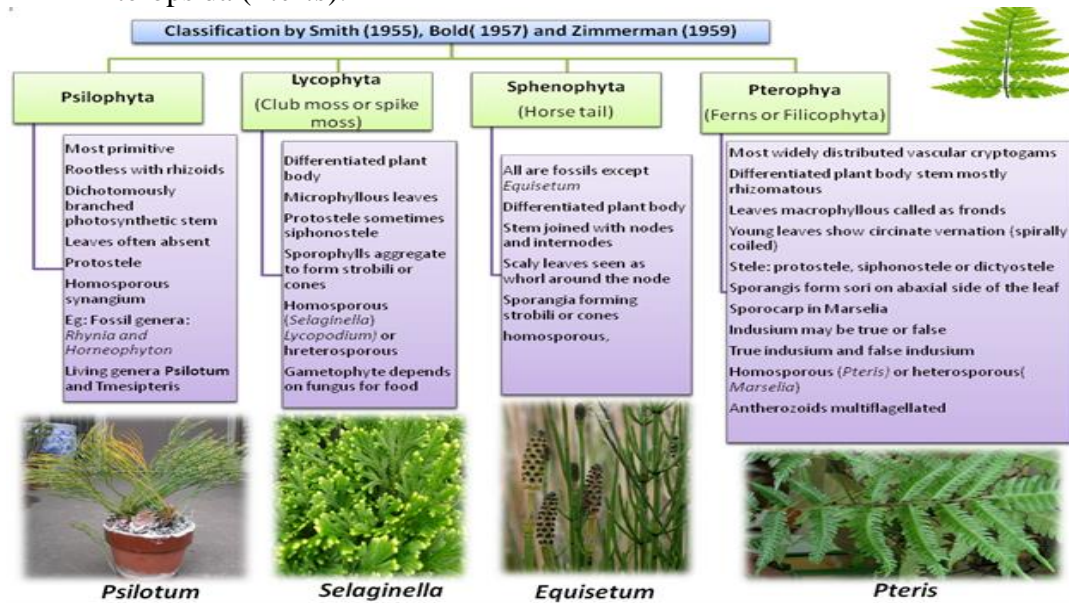 Classification by Smith (1955), Bold( 1957) and Zimmerman (1959)
Psilophyta
Most primitive
Rootless with rhizoids
Dichotomously
branched
photosynthetic stem
Leaves often absent
Protostele
Homosporous
synangium
Eg: Fossil genera:
Rhynia and
Horneophyton
Living genera Psilotum
and Tmesipteris
Psilotum
Lycophyta
(Club moss or spike
moss)
Differentiated plant
body
Microphyllous leaves
Protostele sometimes
siphonostele
Sporophylls aggregate
to form strobili or
cones
Homosporous
(Selaginella)
Lycopodium) or
hreterosporous
Gametophyte depends
on fungus for food
Selaginella
Sphenophyta
(Horse tail)
All are fossils except
Equisetum
Differentiated plant body
Stem joined with nodes
and internodes
Scaly leaves seen as
whorl around the node
Sporangia forming
strobili or cones
homosporous,
Equisetum
Pterophya
(Ferns or Filicophyta)
Most widely distributed vascular cryptogams
Differentiated plant body stem mostly
rhizomatous
Leaves macrophyllous called as fronds
Young leaves show circinate vernation (spirally
coiled)
Stele: protostele, siphonostele or dictyostele
Sporangis form sori on abaxial side of the leaf
Sporocarp in Marselia
Indusium may be true or false
True indusium and false indusium
Homosporous (Pteris) or heterosporous(
Marselia)
Antherozoids multiflagellated
Pteris